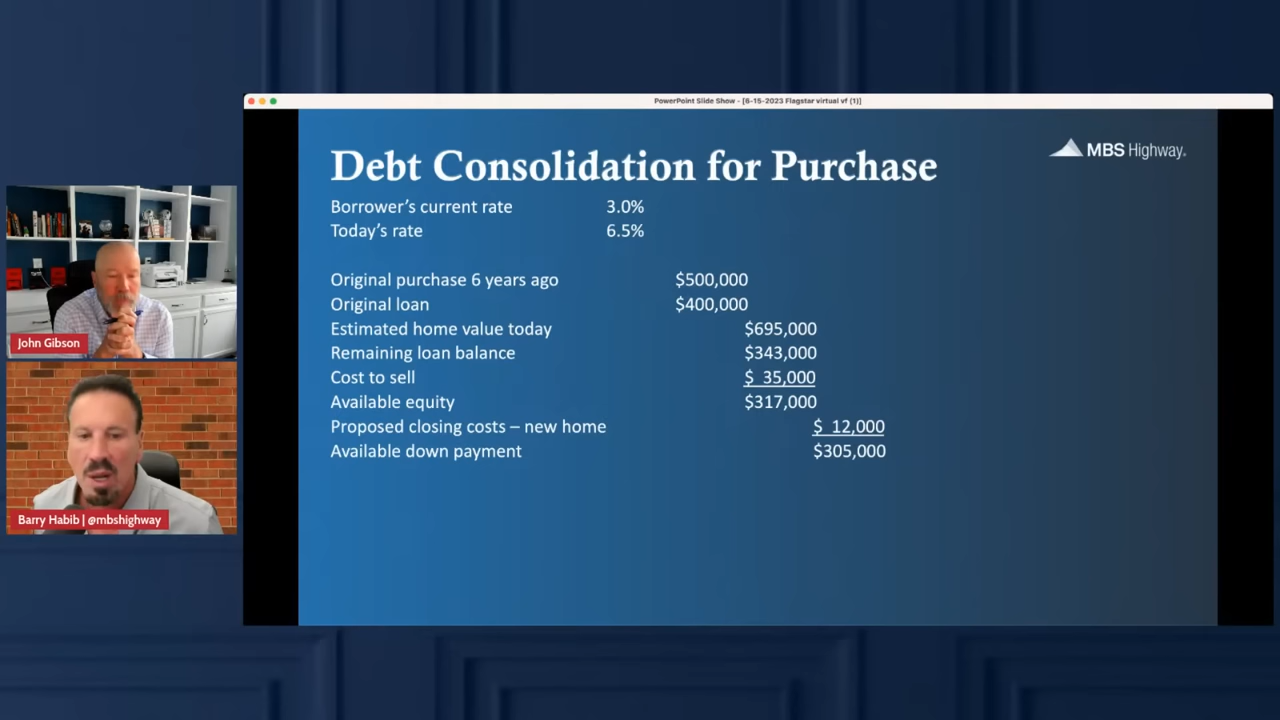 PowerPoint Slide Show - [6-15-2023 Flagstar virtual vf (1)]
MBS Highway®
Debt Consolidation for Purchase
Borrower’s current rate 3.0%
Today’s rate 6.5%
Original purchase 6 years ago $500,000
Original loan $400,000
Estimated home value today $695,000
Remaining loan balance $343,000
Cost to sell $ 35,000
Available equity $317,000
Proposed closing costs – new home $ 12,000
Available down payment $305,000
John Gibson
Barry Habib | @mbshighway